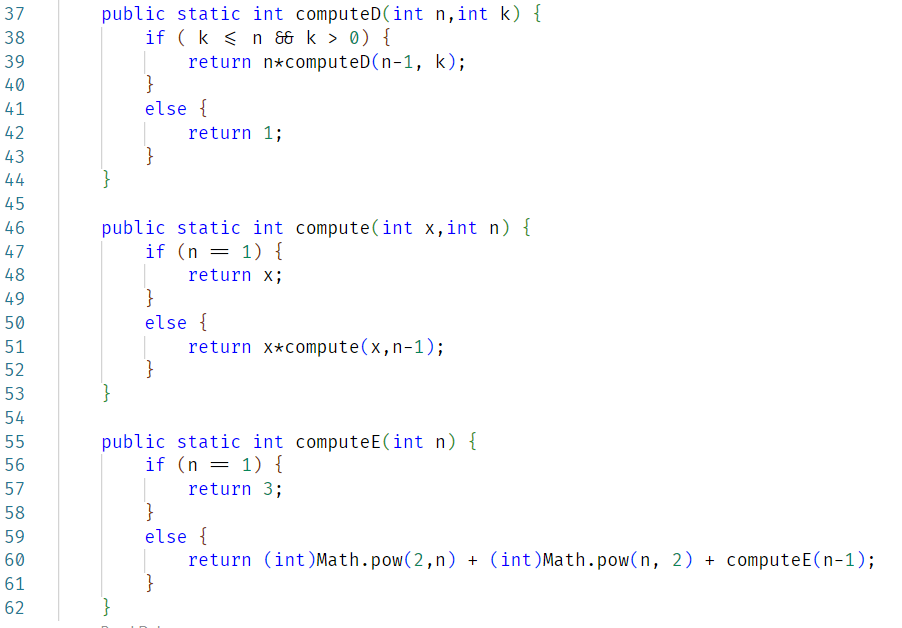 37 public static int computeD(int n,int k) {
38 if ( k <= n && k > 0) {
39 return n*computeD(n-1, k);
40 }
41 else {
42 return 1;
43 }
44 }
45
46 public static int compute(int x,int n) {
47 if (n == 1) {
48 return x;
49 }
50 else {
51 return x*compute(x,n-1);
52 }
53 }
54
55 public static int computeE(int n) {
56 if (n == 1) {
57 return 3;
58 }
59 else {
60 return (int)Math.pow(2,n) + (int)Math.pow(n, 2) + computeE(n-1);
61 }
62 }